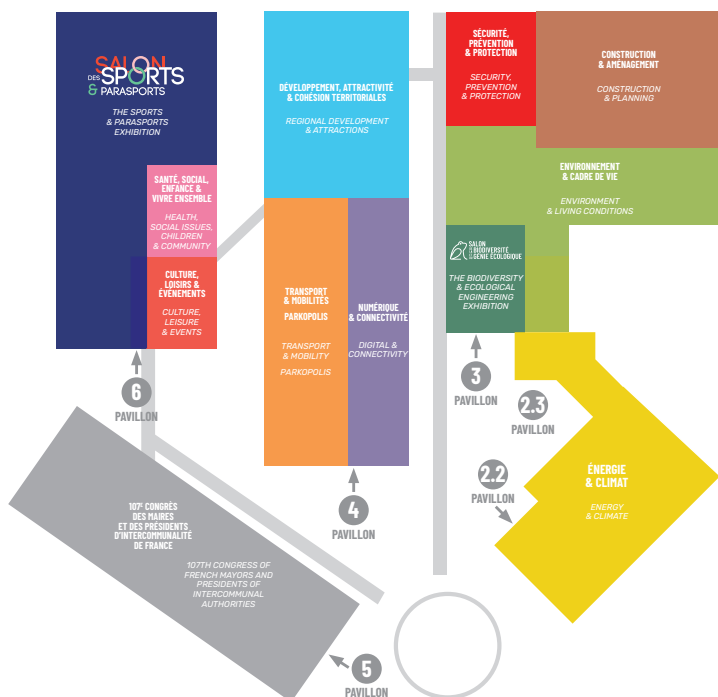 SALON
DES SPORTS
& PARASPORTS
THE SPORTS
& PARASPORTS
EXHIBITION
SANTÉ, SOCIAL,
ENFANCE &
VIVRE ENSEMBLE
HEALTH,
SOCIAL ISSUES,
CHILDREN
& COMMUNITY
CULTURE,
LOISIRS &
ÉVÉNEMENTS
CULTURE,
LEISURE
& EVENTS
6
PAVILLON
DÉVELOPPEMENT, ATTRACTIVITÉ
& COHÉSION TERRITORIALES
REGIONAL DEVELOPMENT
& ATTRACTIONS
TRANSPORT
& MOBILITÉS
PARKOPOLIS
TRANSPORT
& MOBILITY
PARKOPOLIS
NUMÉRIQUE
& CONNECTIVITÉ
DIGITAL &
CONNECTIVITY
4
PAVILLON
SÉCURITÉ,
PRÉVENTION
& PROTECTION
SECURITY,
PREVENTION
& PROTECTION
CONSTRUCTION
& AMÉNAGEMENT
CONSTRUCTION
& PLANNING
ENVIRONNEMENT
& CADRE DE VIE
ENVIRONMENT
& LIVING CONDITIONS
SALON
BIODIVERSITÉ
GÉNIE ÉCOLOGIQUE
THE BIODIVERSITY
& ECOLOGICAL
ENGINEERING
EXHIBITION
3
PAVILLON
2.3
PAVILLON
2.2
PAVILLON
ÉNERGIE
& CLIMAT
ENERGY
& CLIMATE
107E CONGRÈS
DES MAIRES
ET DES PRÉSIDENTS
D'INTERCOMMUNALITÉ
DE FRANCE
107TH CONGRESS OF
FRENCH MAYORS AND
PRESIDENTS OF
INTERCOMMUNAL
AUTHORITIES
5
PAVILLON